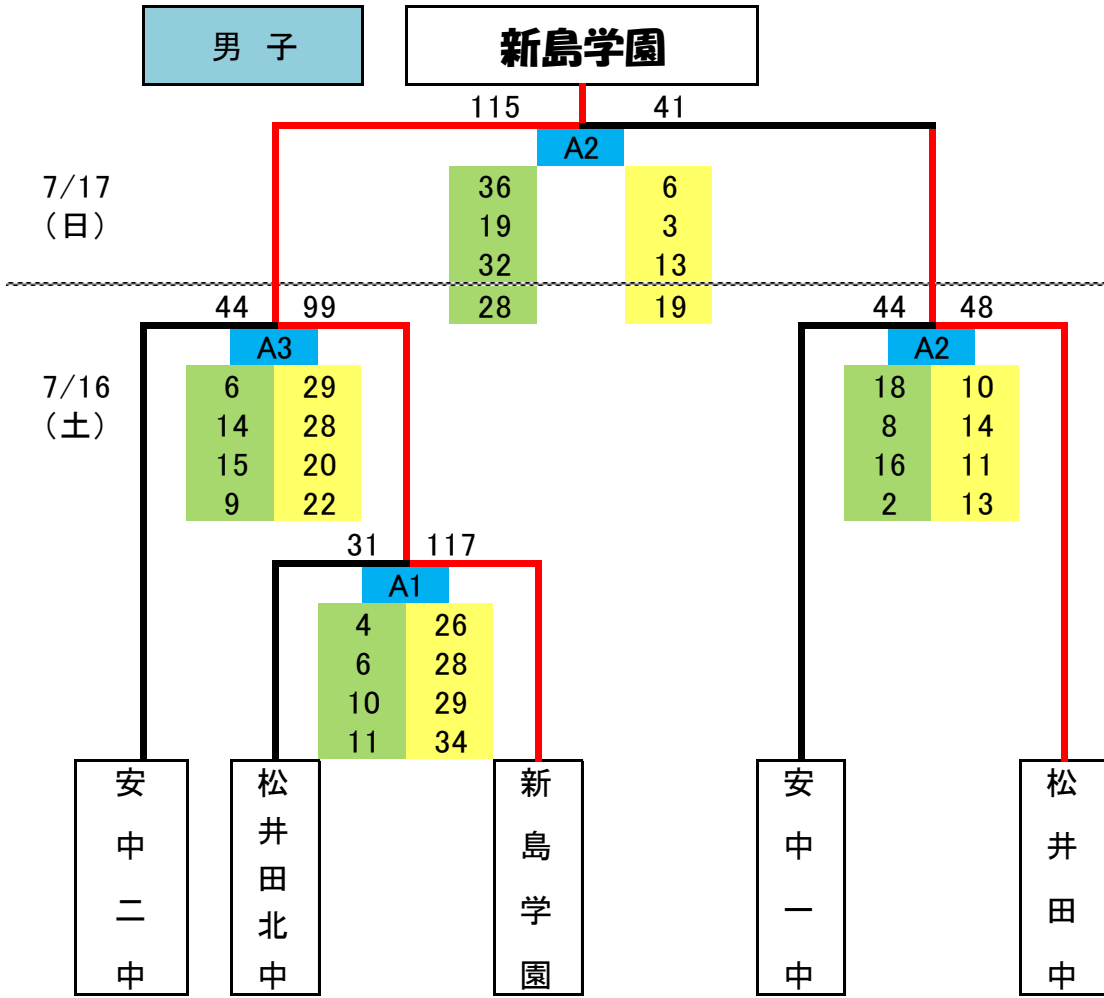 男 子
新島学園
115 41
A2
7/17
（日）
36 6
19 3
32 13
28 19
44 99
44 48
A3
A2
7/16
（土）
6 29
14 28
15 20
9 22
18 10
8 14
16 11
2 13
31 117
A1
4 26
6 28
10 29
11 34
安中二中
松井田北中
新島学園
安中一中
松井田中